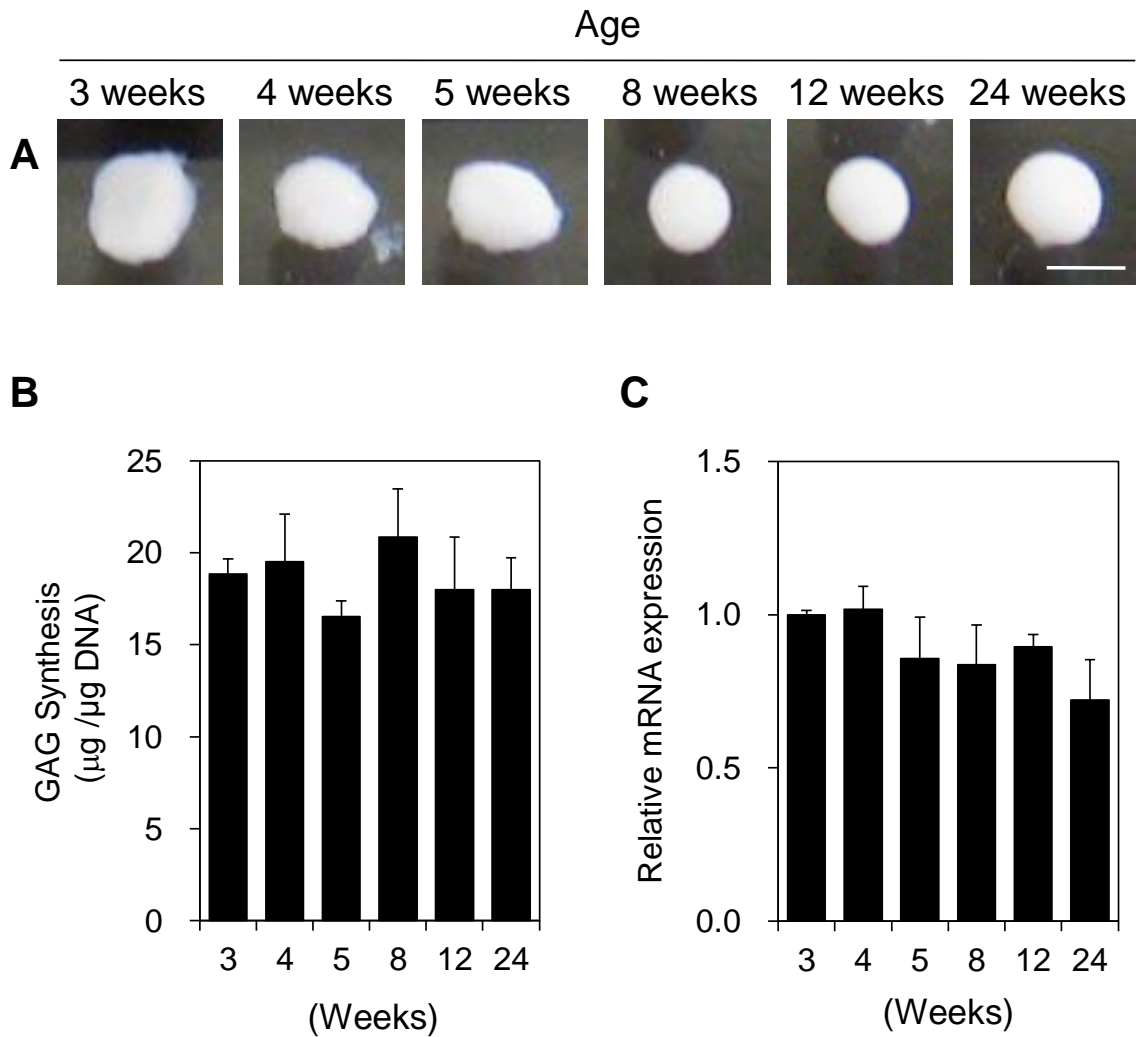 Age
3 weeks 4 weeks 5 weeks 8 weeks 12 weeks 24 weeks
A
B
25
20
15
10
5
0
GAG Synthesis
(µg /µg DNA)
3 4 5 8 12 24
(Weeks)
C
1.5
1.0
0.5
0.0
Relative mRNA expression
3 4 5 8 12 24
(Weeks)